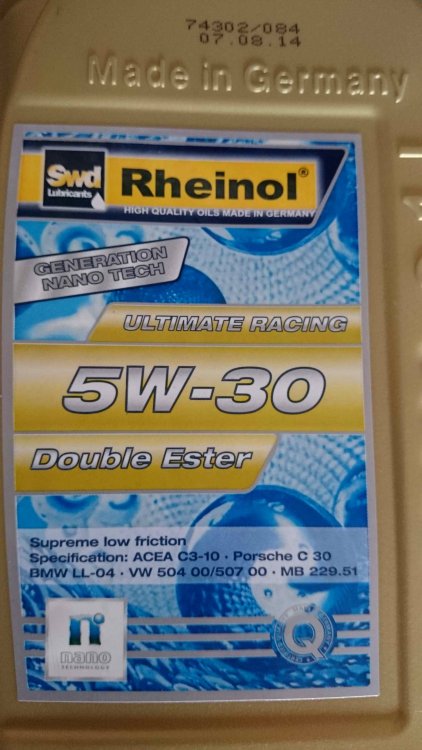 74302/084
07.08.14
Made in Germany
Swd
Lubricants
Rheinol®
HIGH QUALITY OILS MADE IN GERMANY
GENERATION
NANO TECH
ULTIMATE RACING
5W-30
Double Ester
Supreme low friction
Specification: ACEA C3-10 · Porsche C 30
BMW LL-04 · VW 504 00/507 00 · MB 229.51
n
nano
TECHNOLOGY
Q